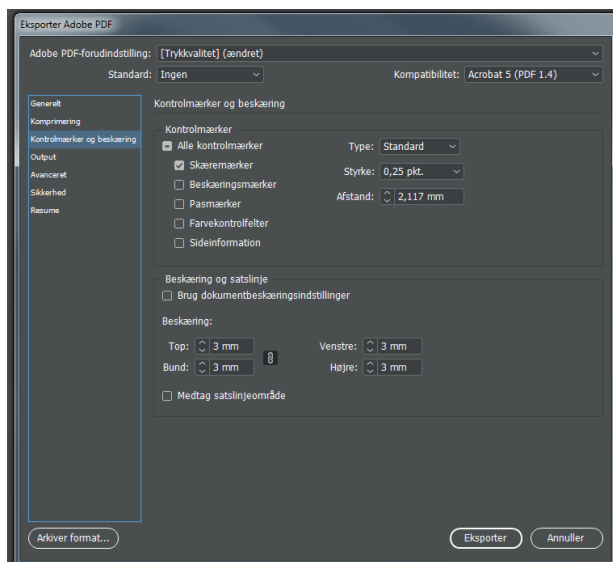 Eksporter Adobe PDF
Adobe PDF-forudindstilling: [Trykkvalitet] (ændret)
Standard: Ingen Kompatibilitet: Acrobat 5 (PDF 1.4)
Generelt
Komprimering
Kontrolmærker og beskæring
Output
Avanceret
Sikkerhed
Resume
Kontrolmærker og beskæring
Kontrolmærker
Alle kontrolmærker
Skæremærker
Beskæringsmærker
Pasmærker
Farvekontrolfelter
Sideinformation
Type: Standard
Styrke: 0,25 pkt.
Afstand: 2,117 mm
Beskæring og satslinje
Brug dokumentbeskæringsindstillinger
Beskæring:
Top: 3 mm Venstre: 3 mm
Bund: 3 mm Højre: 3 mm
Medtag satslinjeområde
Arkiver format... Eksporter Annuller